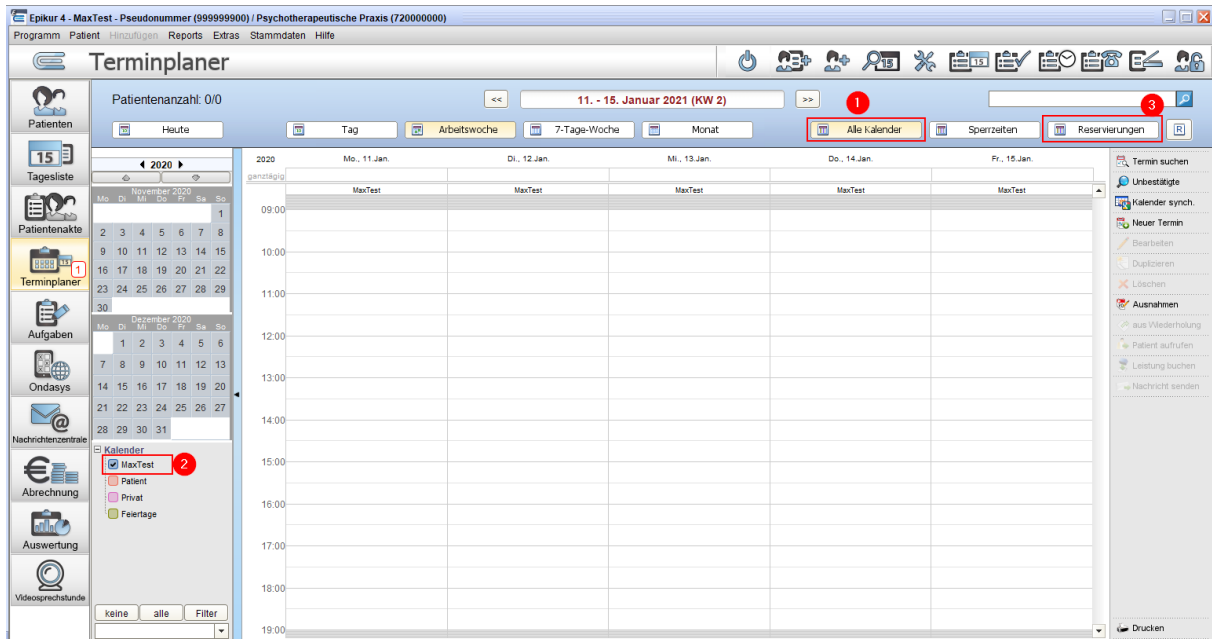 Epikur 4 - MaxTest - Pseudonummer (999999900) / Psychotherapeutische Praxis (720000000)
Programm Patient Hinzufügen Reports Extras Stammdaten Hilfe
Terminplaner
15 15
Patienten
Tagesliste
Patientenakte
1
Terminplaner
Aufgaben
Ondasys
Nachrichtenzentrale
Abrechnung
Auswertung
Videosprechstunde
Patientenanzahl: 0/0
<< 11. - 15. Januar 2021 (KW 2) >>
1
3
Heute Tag Arbeitswoche 7-Tage-Woche Monat Alle Kalender Sperrzeiten Reservierungen R
2020
November 2020
Mo Di Mi Do Fr Sa So
1
2 3 4 5 6 7 8
9 10 11 12 13 14 15
16 17 18 19 20 21 22
23 24 25 26 27 28 29
30
Dezember 2020
Mo Di Mi Do Fr Sa So
1 2 3 4 5 6
7 8 9 10 11 12 13
14 15 16 17 18 19 20
21 22 23 24 25 26 27
28 29 30 31
Kalender
MaxTest 2
Patient
Privat
Feiertage
keine alle Filter
2020 Mo., 11.Jan. Di., 12.Jan. Mi., 13.Jan. Do., 14.Jan. Fr., 15.Jan.
ganztägig
MaxTest MaxTest MaxTest MaxTest MaxTest
09:00
10:00
11:00
12:00
13:00
14:00
15:00
16:00
17:00
18:00
19:00
Termin suchen
Unbestätigte
Kalender synch.
Neuer Termin
Bearbeiten
Duplizieren
Löschen
Ausnahmen
aus Wiederholung
Patient aufrufen
Leistung buchen
Nachricht senden
Drucken